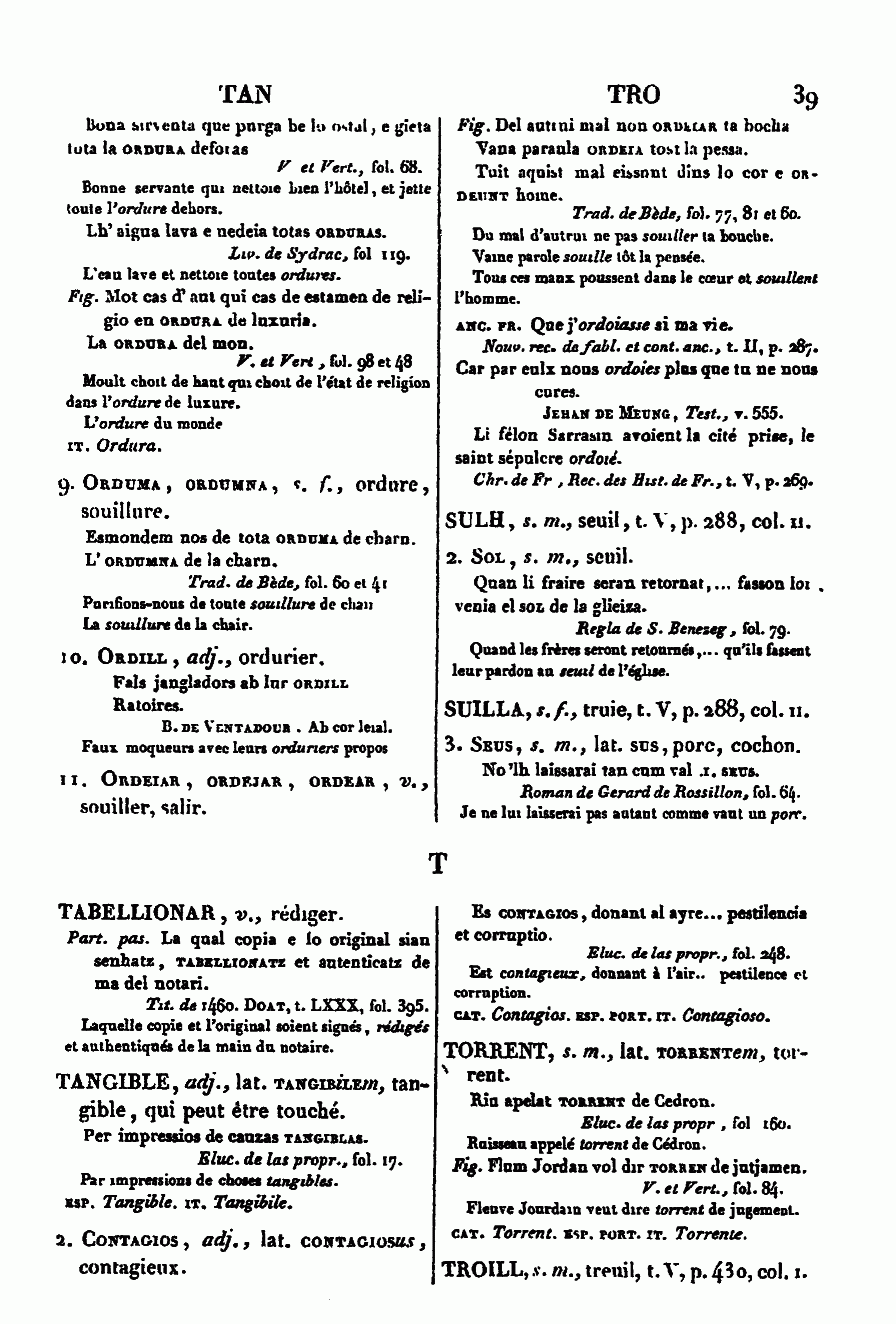 TAN
TRO 39
Bona sirventa que purga be lo ostal, e gieta
tota la ORDURA deforas
V et Vert., fol. 68.
Bonne servante qui nettoie bien l'hôtel, et jette
toute l'ordure dehors.
Lh' aigua lava e nedeia totas ORDURAS.
Liv. de Sydrac, fol 119.
L'eau lave et nettoie toutes ordures.
Fig. Mot cas d'aut qui cas de estamen de reli-
gio en ORDURA de luxuria.
La ORDURA del mon.
V. et Vert, fol. 98 et 48
Moult choit de haut qui choit de l'état de religion
dans l'ordure de luxure.
L'ordure du monde
IT. Ordura.
9. ORDUMA, ORDUMNA, s. f., ordure,
souillure.
Esmondem nos de tota ORDUMA de charn.
L' ORDUMNA de la charn.
Trad. de Bède, fol. 60 et 41
Purifions-nous de toute souillure de chair
La souillure de la chair.
10. ORDILL, adj., ordurier.
Fals jangladors ab lur ORDILL
Ratoires.
B. DE VENTADOUR. Ab cor leial.
Faux moqueurs avec leurs orduriers propos
11. ORDEIAR, ORDEJAR, ORDEAR, v.,
souiller, salir.
Fig. Del autrui mal non ORDEIAR ta bocha
Vana paraula ORDEIA tost la pessa.
Tuit aquist mal eissont dins lo cor e OR-
DEIUNT home.
Trad. de Bède, fol. 77, 81 et 60.
Du mal d'autrui ne pas souiller ta bouche.
Vaine parole souille tôt la pensée.
Tous ces maux poussent dans le cœur et souillent
l'homme.
ANC. FR. Que j'ordoiasse si ma vie.
Nouv. rec. de fabl. et cont. anc., t. II, p. 287.
Car par eulx nous ordoies plus que tu ne nous
cures.
JEHAN DE MEUNG, Test., v. 555.
Li félon Sarrasin avoient la cité prise, le
saint sépulcre ordoié.
Chr. de Fr, Rec. des Hist. de Fr., t. V, p. 269.
SULH, s. m., seuil, t. V, p. 288, col. II.
2. SOL, s. m., seuil.
Quan li fraire seran retornat,... fasson loi
venia el SOL de la glieiza.
Regla de S. Benezeg, fol. 79.
Quand les frères seront retournés,... qu'ils fassent
leur pardon au seuil de l'église.
SUILLA, s. f., truie, t. V, p. 288, col. II.
3. SEUS, s. m., lat. SUS, porc, cochon.
No 'lh laissarai tan cum val .I. SEUS.
Roman de Gerard de Rossillon, fol. 64.
Je ne lui laisserai pas autant comme vaut un porc.
T
TABELLIONAR, v., rédiger.
Part. pas. La qual copia e lo original sian
senhatz, TABELLIONATZ et autenticatz de
ma del notari.
Tit. de 1460. DOAT, t. LXXX, fol. 395.
Laquelle copie et l'original soient signés, rédigés
et authentiqués de la main du notaire.
TANGIBLE, adj., lat. TANGIBILEm, tan-
gible, qui peut être touché.
Per impressios de cauzas TANGIBLAS.
Eluc. de las propr., fol. 17.
Par impressions de choses tangibles.
ESP. Tangible. IT. Tangibile.
2. CONTAGIOS, adj., lat. CONTAGIOSUS,
contagieux.
Es CONTAGIOS, donant al ayre... pestilencia
et corruptio.
Eluc. de las propr., fol. 248.
Est contagieux, donnant à l'air.. pestilence et
corruption.
CAT. Contagios. ESP. PORT. IT. Contagioso.
TORRENT, s. m., lat. TORRENTem, tor-
rent.
Riu apelat TORRENT de Cedron.
Eluc. de las propr, fol 160.
Ruisseau appelé torrent de Cédron.
Fig. Flum Jordan vol dir TORREN de jutjamen.
V. et Vert., fol. 84.
Fleuve Jourdain veut dire torrent de jugement.
CAT. Torrent. ESP. PORT. IT. Torrente.
TROILL, s. m., treuil, t. V, p. 430, col. I.